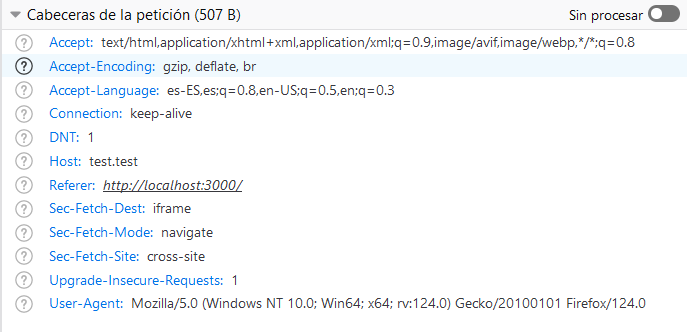 Cabeceras de la petición (507 B) Sin procesar
Accept: text/html,application/xhtml+xml,application/xml;q=0.9,image/avif,image/webp,*/*;q=0.8
Accept-Encoding: gzip, deflate, br
Accept-Language: es-ES,es;q=0.8,en-US;q=0.5,en;q=0.3
Connection: keep-alive
DNT: 1
Host: test.test
Referer: http://localhost:3000/
Sec-Fetch-Dest: iframe
Sec-Fetch-Mode: navigate
Sec-Fetch-Site: cross-site
Upgrade-Insecure-Requests: 1
User-Agent: Mozilla/5.0 (Windows NT 10.0; Win64; x64; rv:124.0) Gecko/20100101 Firefox/124.0